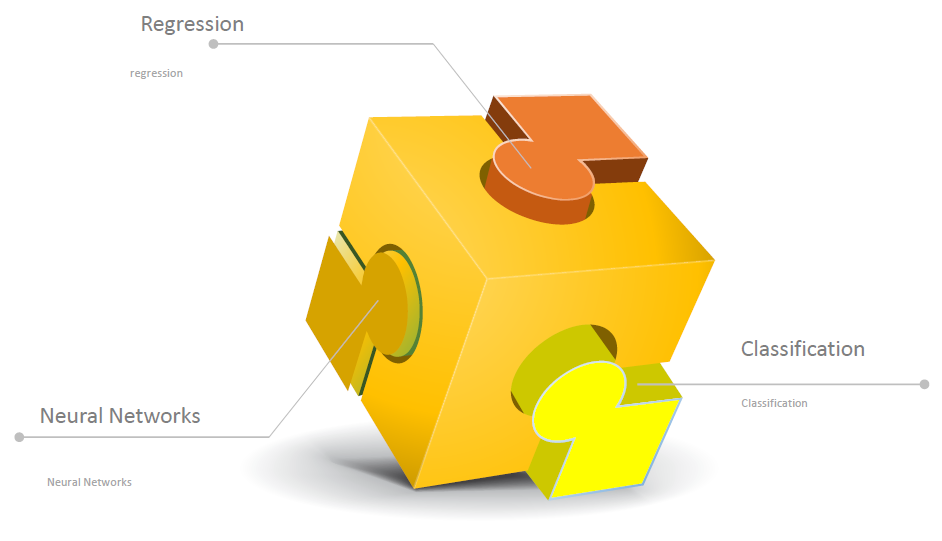 Regression
regression
Classification
Classification
Neural Networks
Neural Networks